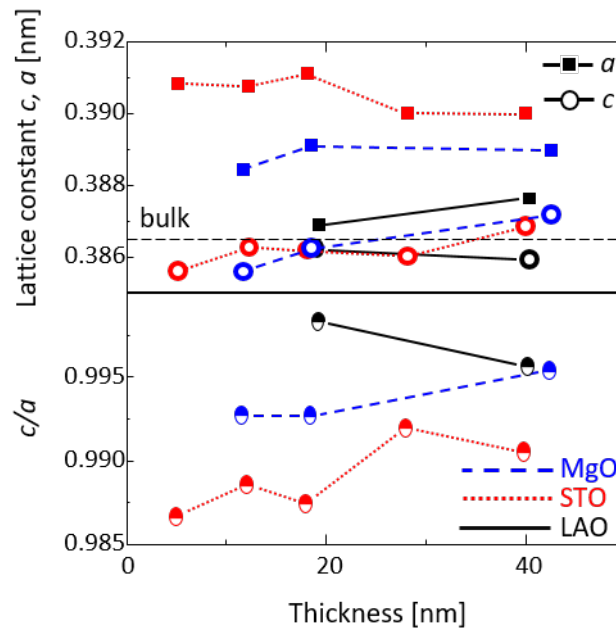 Lattice constant c, a [nm]
0.392
0.390
0.388
0.386
a
c
bulk
c/a
0.995
0.990
0.985
MgO
STO
LAO
0
20
40
Thickness [nm]